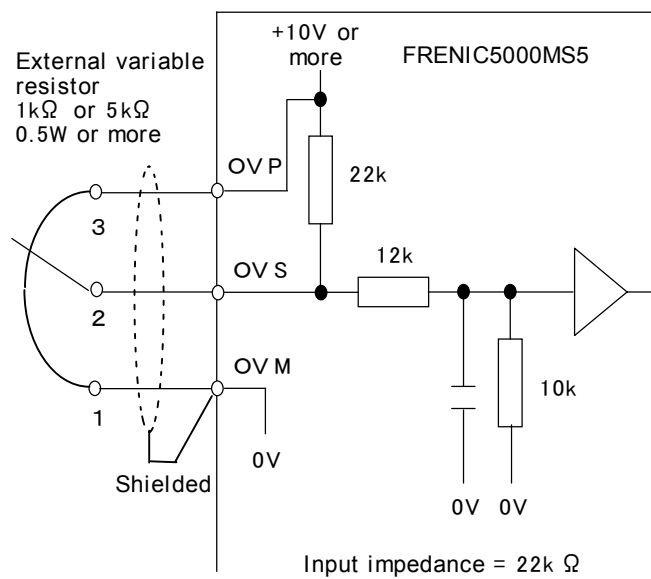 +10V or
more
FRENIC5000MS5
External variable
resistor
1kΩ or 5kΩ
0.5W or more
OVP
22k
3
OVS
12k
2
OVM
10k
1
0V
Shielded
0V 0V
Input impedance = 22k Ω